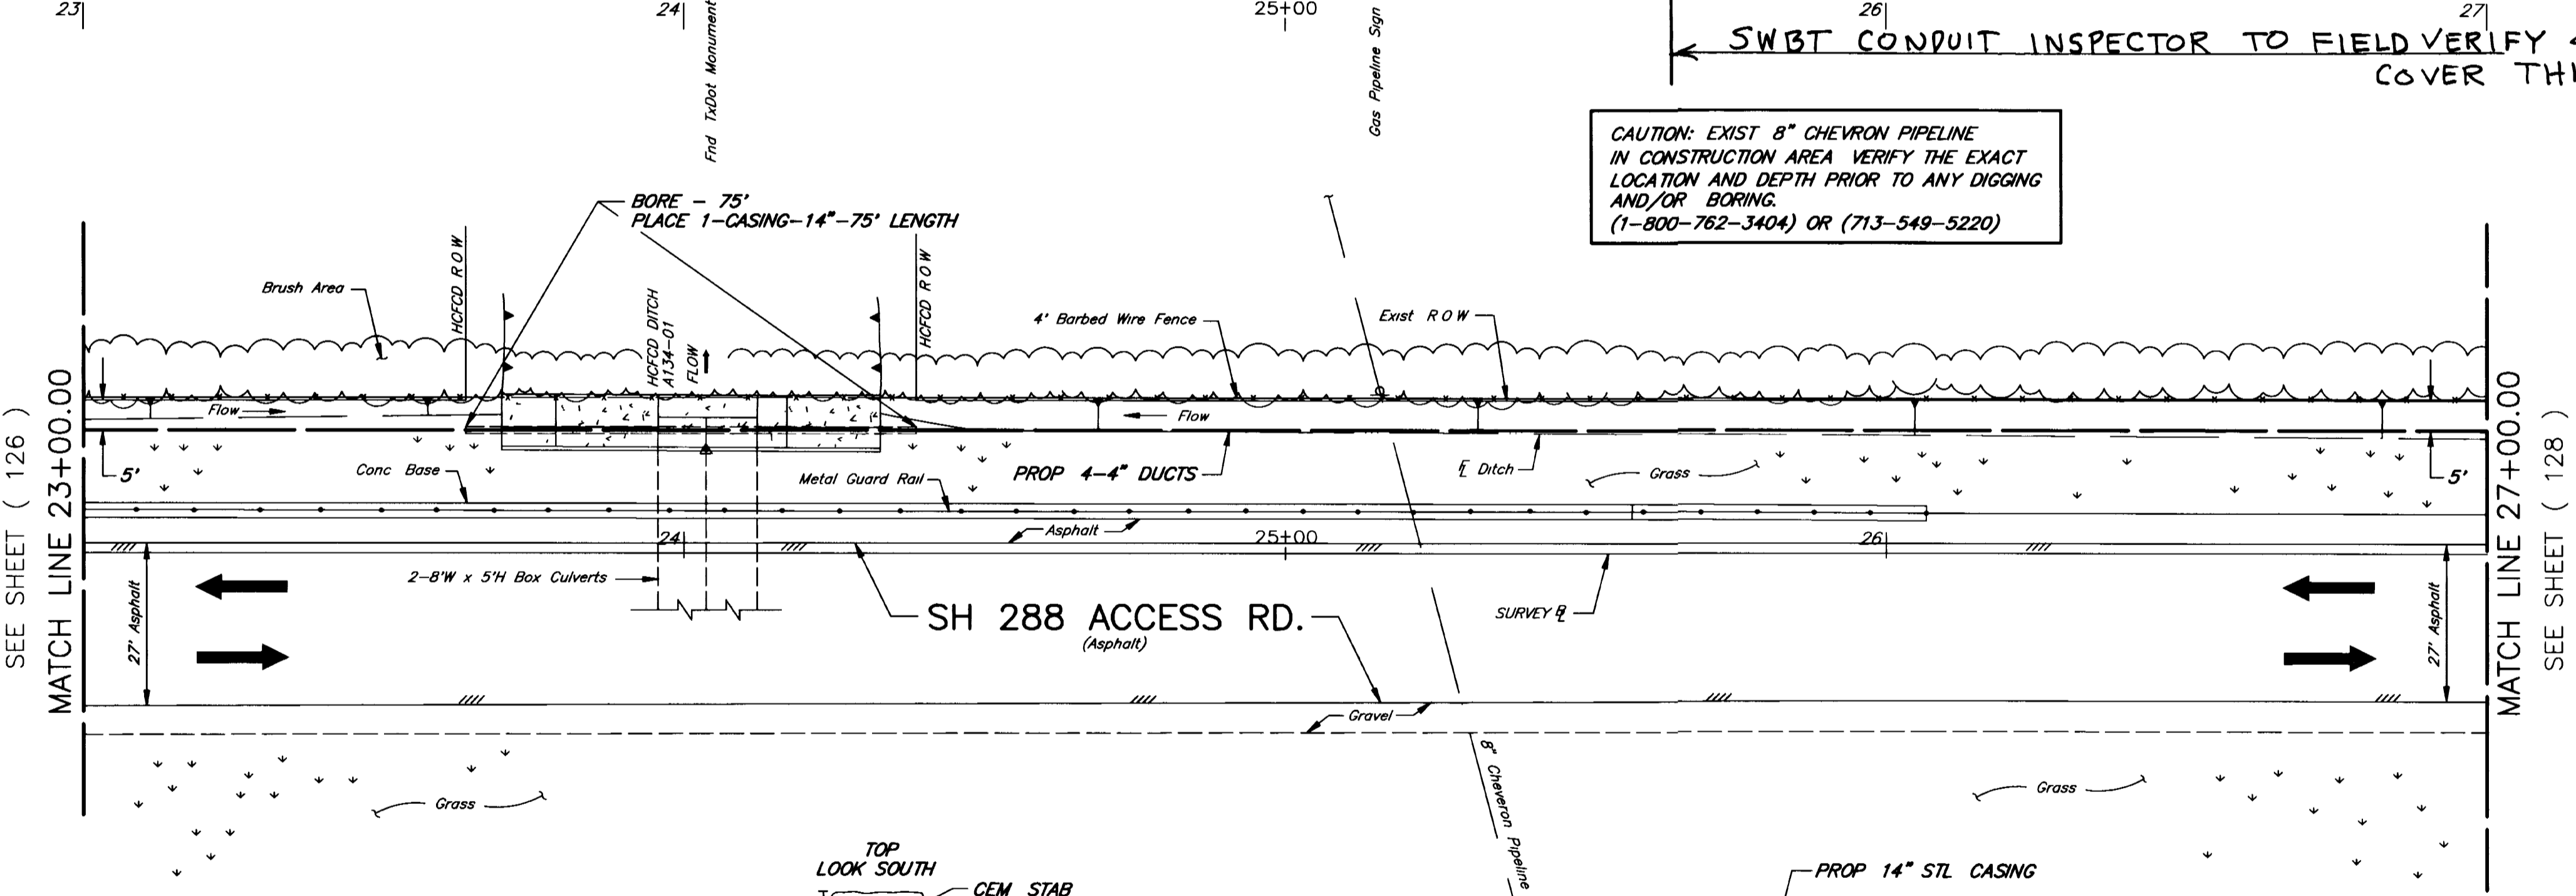 23
24
25+00
26
27
Fnd TxDot Monument
Gas Pipeline Sign
SWBT CONDUIT INSPECTOR TO FIELD VERIFY
COVER
CAUTION: EXIST 8" CHEVRON PIPELINE
IN CONSTRUCTION AREA VERIFY THE EXACT
LOCATION AND DEPTH PRIOR TO ANY DIGGING
AND/OR BORING.
(1-800-762-3404) OR (713-549-5220)
BORE - 75'
PLACE 1-CASING-14"-75' LENGTH
HCFCD R O W
HCFCD R O W
Brush Area
HCFCD DITCH
A134-01
FLOW
4' Barbed Wire Fence
Exist R O W
Flow
Flow
5'
Conc Base
Metal Guard Rail
PROP 4-4" DUCTS
℄ Ditch
Grass
5'
Asphalt
24
25+00
26
2-8'W x 5'H Box Culverts
SH 288 ACCESS RD.
(Asphalt)
SURVEY
27' Asphalt
27' Asphalt
SEE SHEET ( 126 )
MATCH LINE 23+00.00
MATCH LINE 27+00.00
SEE SHEET ( 128 )
Gravel
8" Cheveron Pipeline
Grass
Grass
TOP
LOOK SOUTH
CEM STAB
PROP 14" STL CASING